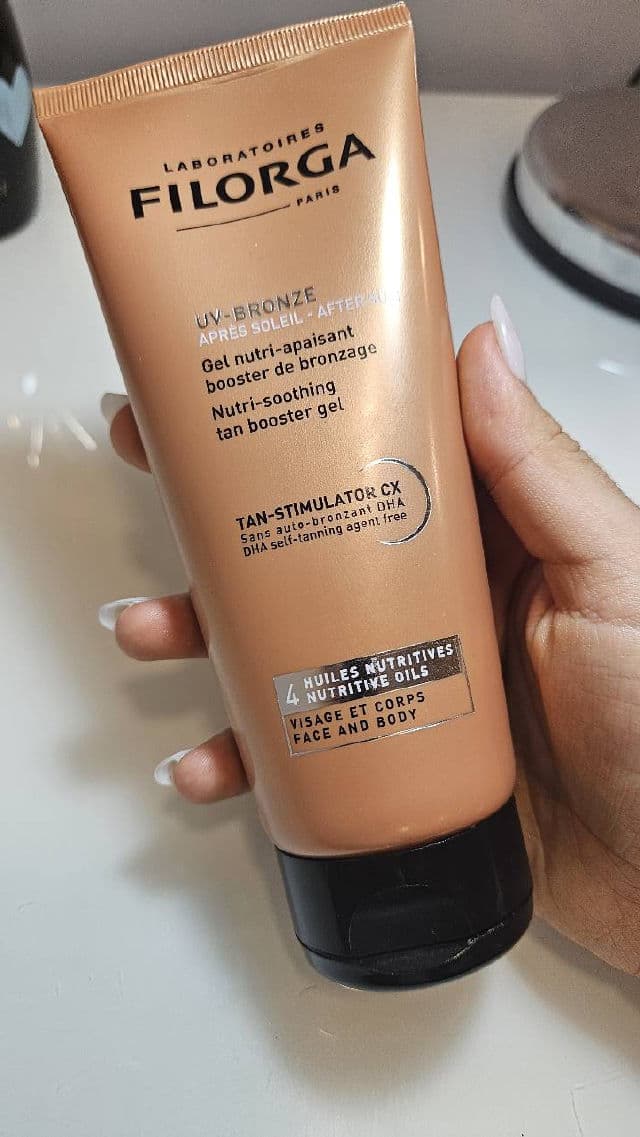 LABORATOIRES
FILORGA
PARIS
UV-BRONZE
APRÈS SOLEIL - AFTER-SUN
Gel nutri-apaisant
booster de bronzage
Nutri-soothing
tan booster gel
TAN-STIMULATOR CX
Sans auto-bronzant DHA
DHA self-tanning agent free
4 HUILES NUTRITIVES
NUTRITIVE OILS
VISAGE ET CORPS
FACE AND BODY